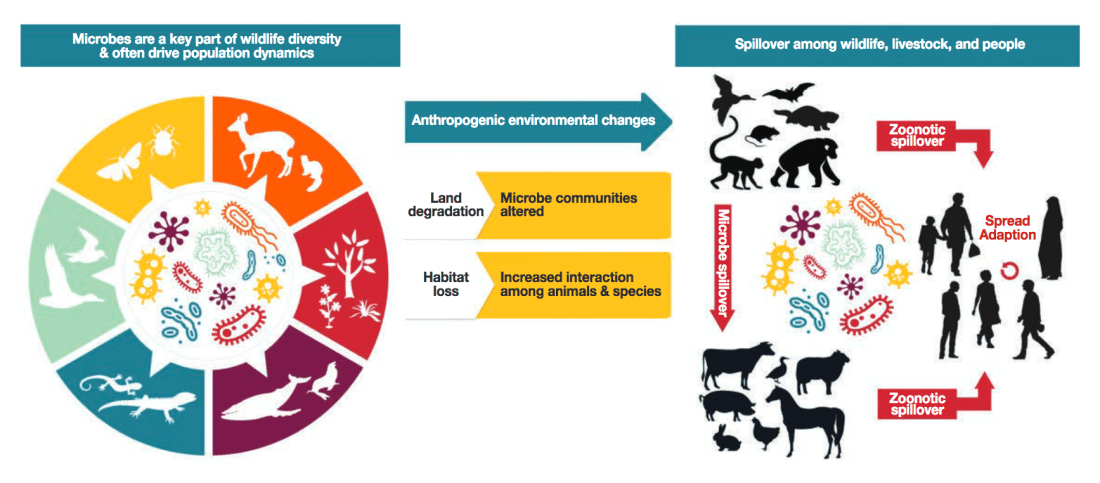 Microbes are a key part of wildlife diversity
& often drive population dynamics
Anthropogenic environmental changes
Land
degradation
Microbe communities
altered
Habitat
loss
Increased interaction
among animals & species
Spillover among wildlife, livestock, and people
Zoonotic
spillover
Microbe spillover
Spread
Adaption
Zoonotic
spillover